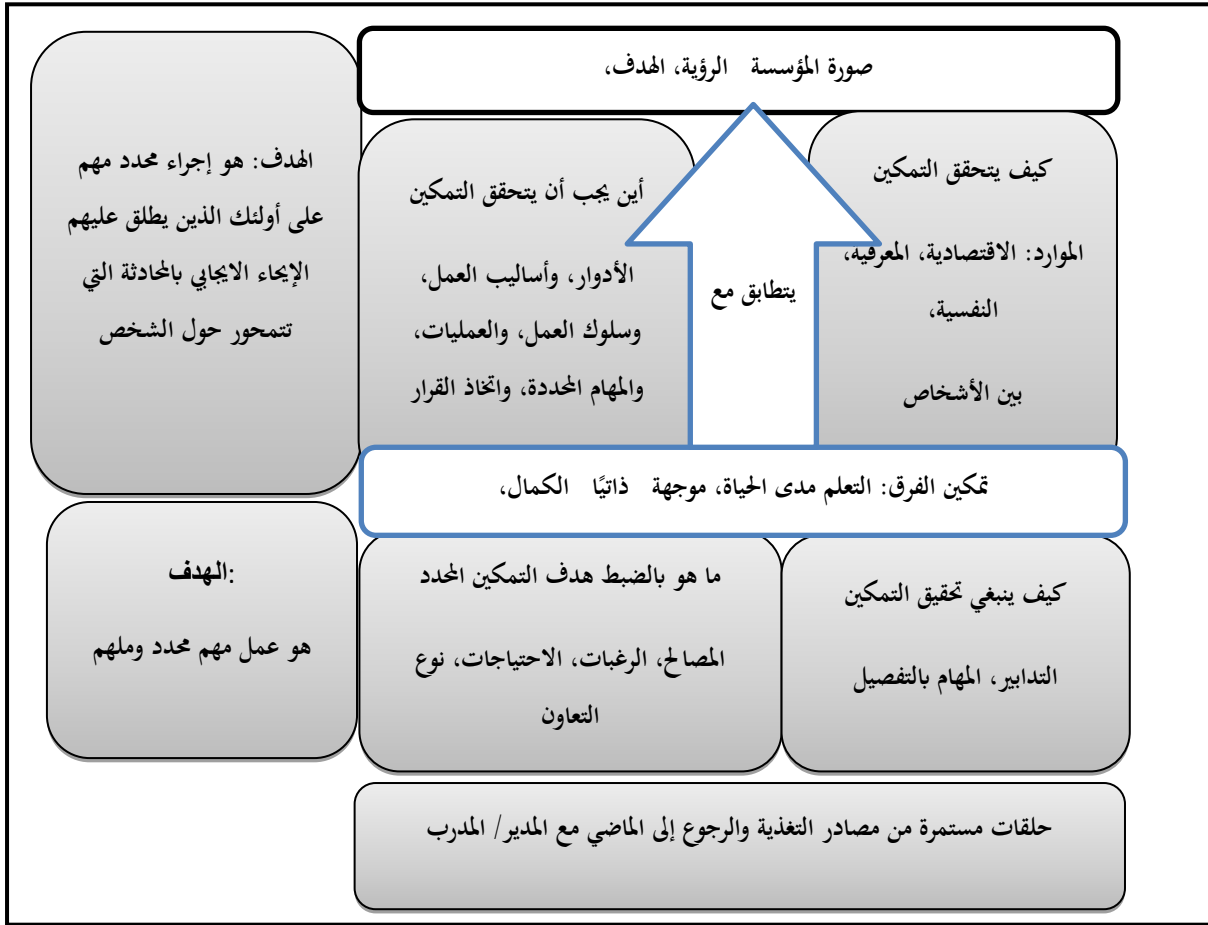 صورة المؤسسة الرؤية، الهدف،
كيف يتحقق التمكين
الموارد: الاقتصادية، المعرفية،
النفسية،
بين الأشخاص
يتطابق مع
أين يجب أن يتحقق التمكين
الأدوار، وأساليب العمل،
وسلوك العمل، والعمليات،
والمهام المحددة، واتخاذ القرار
الهدف: هو إجراء محدد مهم
على أولئك الذين يطلق عليهم
الإيحاء الايجابي بالمحادثة التي
تتمحور حول الشخص
تمكين الفرق: التعلم مدى الحياة، موجهة ذاتيًا الكمال،
كيف ينبغي تحقيق التمكين
التدابير، المهام بالتفصيل
ما هو بالضبط هدف التمكين المحدد
المصالح، الرغبات، الاحتياجات، نوع
التعاون
:الهدف
هو عمل مهم محدد وملهم
حلقات مستمرة من مصادر التغذية والرجوع إلى الماضي مع المدير/ المدرب